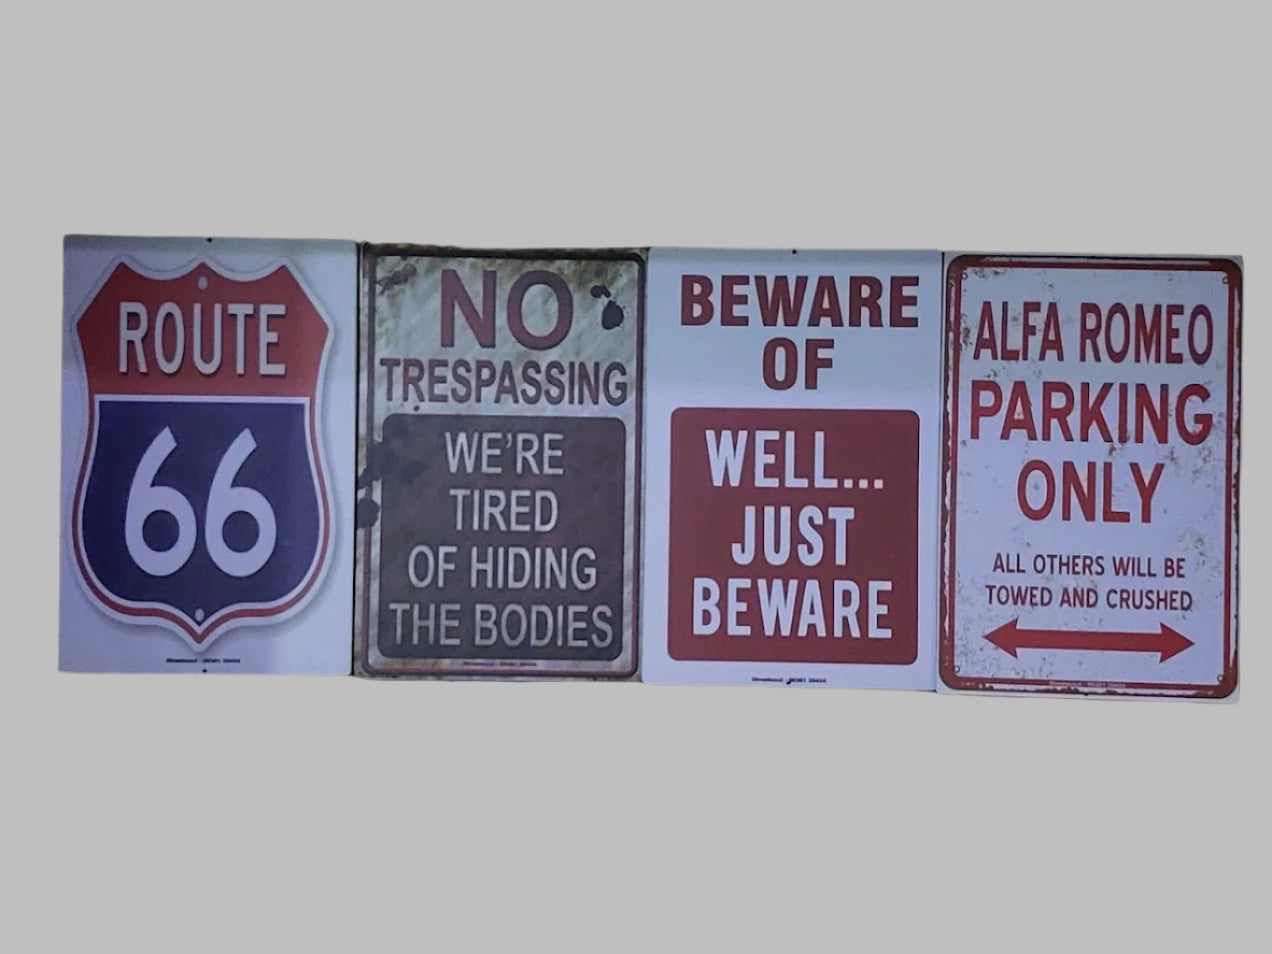 ROUTE
66
NO
TRESPASSING
WE'RE
TIRED
OF HIDING
THE BODIES
BEWARE
OF
WELL...
JUST
BEWARE
ALFA ROMEO
PARKING
ONLY
ALL OTHERS WILL BE
TOWED AND CRUSHED